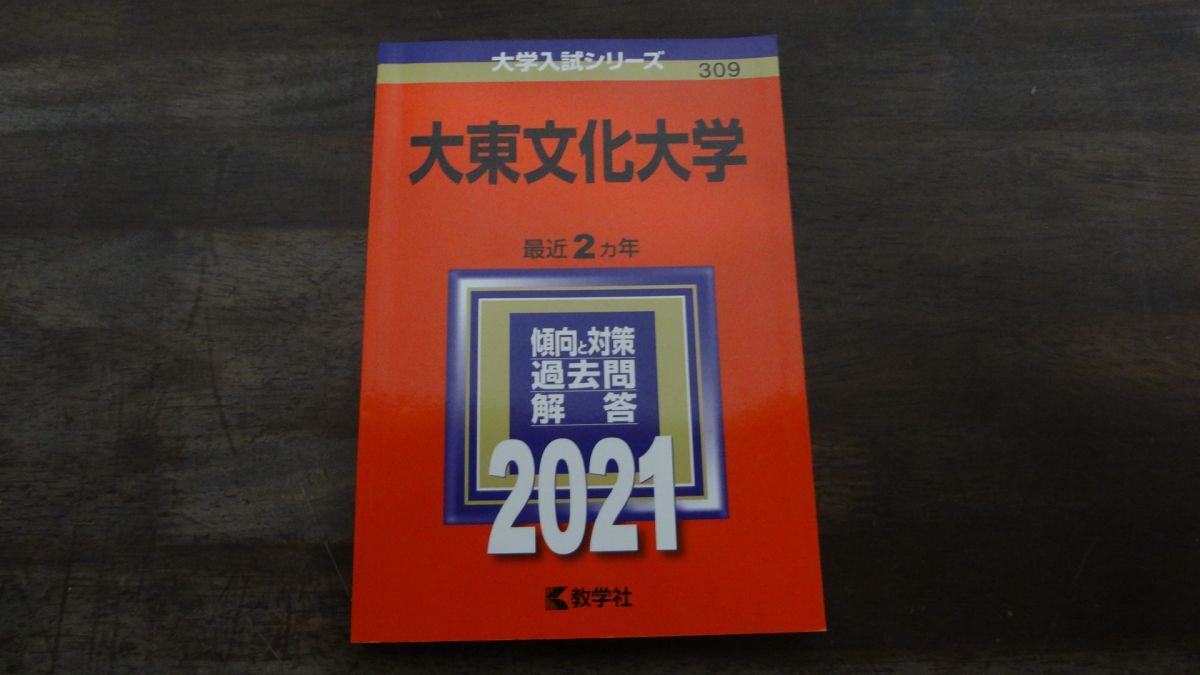 大学入試シリーズ
309
大東文化大学
最近2カ年
傾向と対策
過去問
解答
2021
教学社